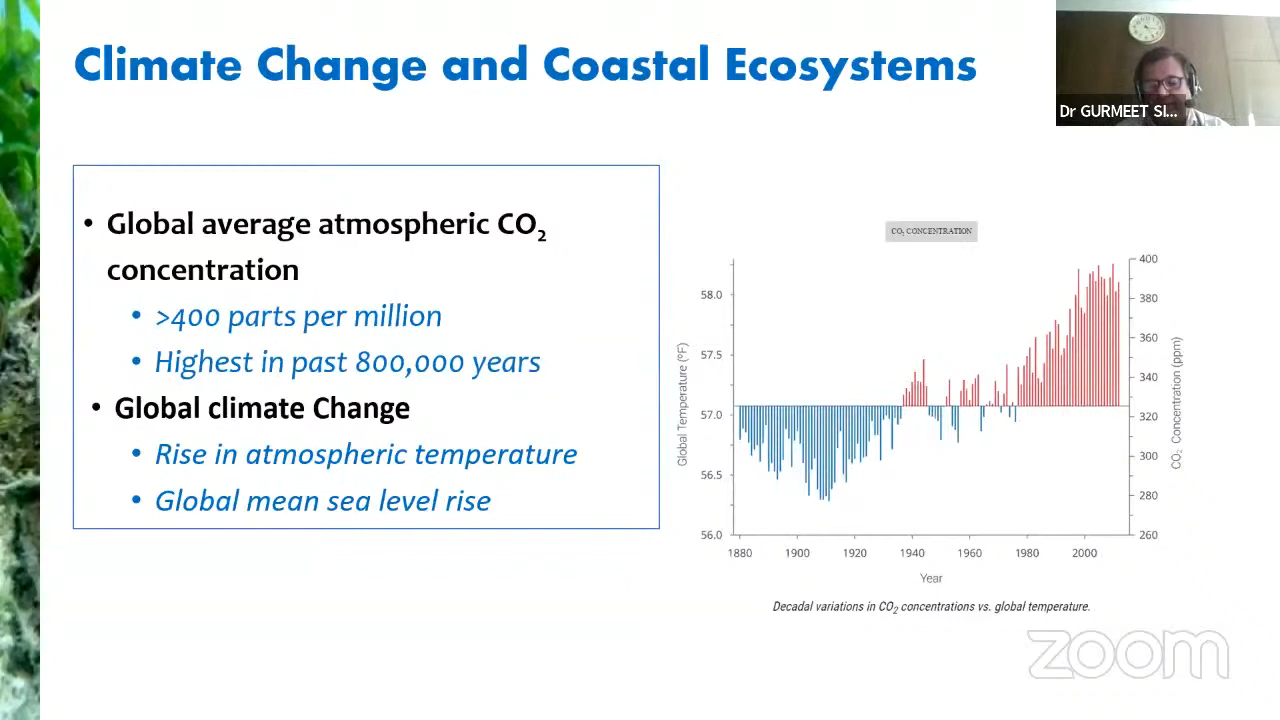 Climate Change and Coastal Ecosystems
Dr GURMEET SI...
• Global average atmospheric CO₂
concentration
• >400 parts per million
• Highest in past 800,000 years
• Global climate Change
• Rise in atmospheric temperature
• Global mean sea level rise
CO₂ CONCENTRATION
Global Temperature (°F)
58.0
57.5
57.0
56.5
56.0
400
380
360
340
320
300
280
260
CO₂ Concentration (ppm)
1880 1900 1920 1940 1960 1980 2000
Year
Decadal variations in CO₂ concentrations vs. global temperature.
zoom